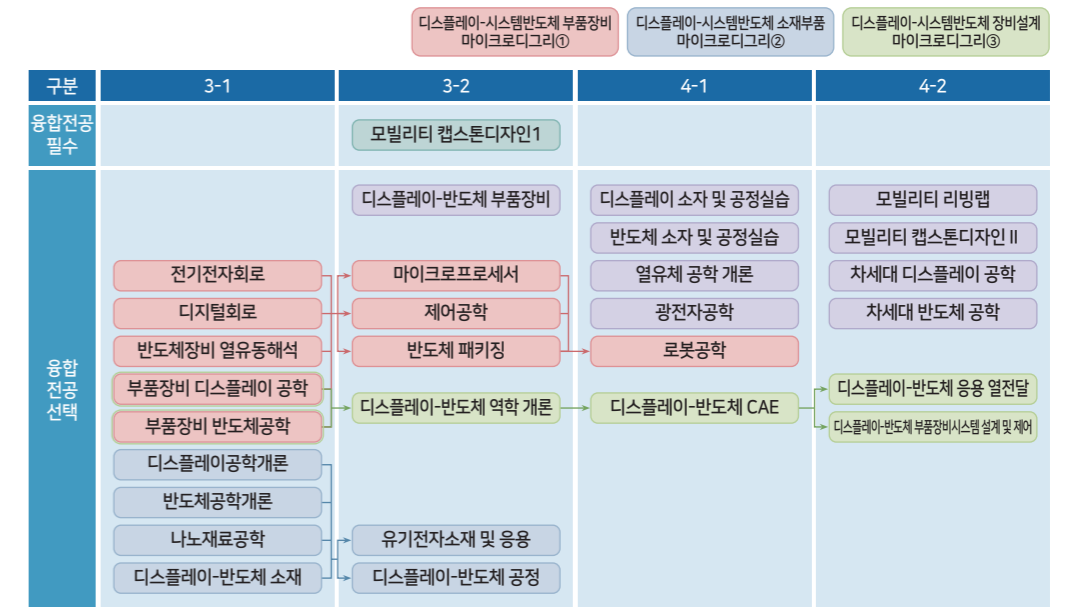 디스플레이-시스템반도체 부품장비
마이크로디그리①
디스플레이-시스템반도체 소재부품
마이크로디그리②
디스플레이-시스템반도체 장비설계
마이크로디그리③
구분
3-1
3-2
4-1
4-2
융합전공
필수
모빌리티 캡스톤디자인1
융합
전공
선택
전기전자회로
디지털회로
반도체장비 열유동해석
부품장비 디스플레이 공학
부품장비 반도체공학
디스플레이공학개론
반도체공학개론
나노재료공학
디스플레이-반도체 소재
디스플레이-반도체 부품장비
마이크로프로세서
제어공학
반도체 패키징
디스플레이-반도체 역학 개론
유기전자소재 및 응용
디스플레이-반도체 공정
디스플레이 소자 및 공정실습
반도체 소자 및 공정실습
열유체 공학 개론
광전자공학
로봇공학
디스플레이-반도체 CAE
모빌리티 리빙랩
모빌리티 캡스톤디자인 II
차세대 디스플레이 공학
차세대 반도체 공학
디스플레이-반도체 응용 열전달
디스플레이-반도체 부품장비시스템 설계 및 제어